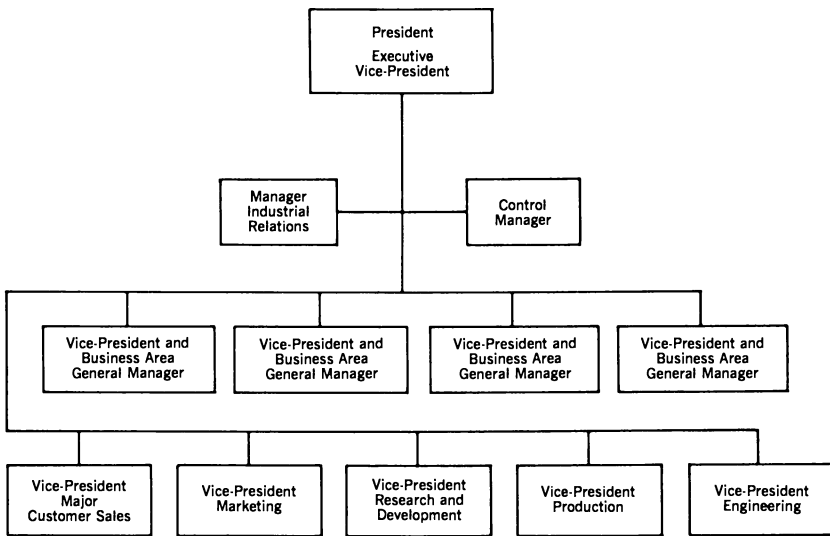 President
Executive
Vice-President
Manager
Industrial
Relations
Control
Manager
Vice-President and
Business Area
General Manager
Vice-President and
Business Area
General Manager
Vice-President and
Business Area
General Manager
Vice-President and
Business Area
General Manager
Vice-President
Major
Customer Sales
Vice-President
Marketing
Vice-President
Research and
Development
Vice-President
Production
Vice-President
Engineering